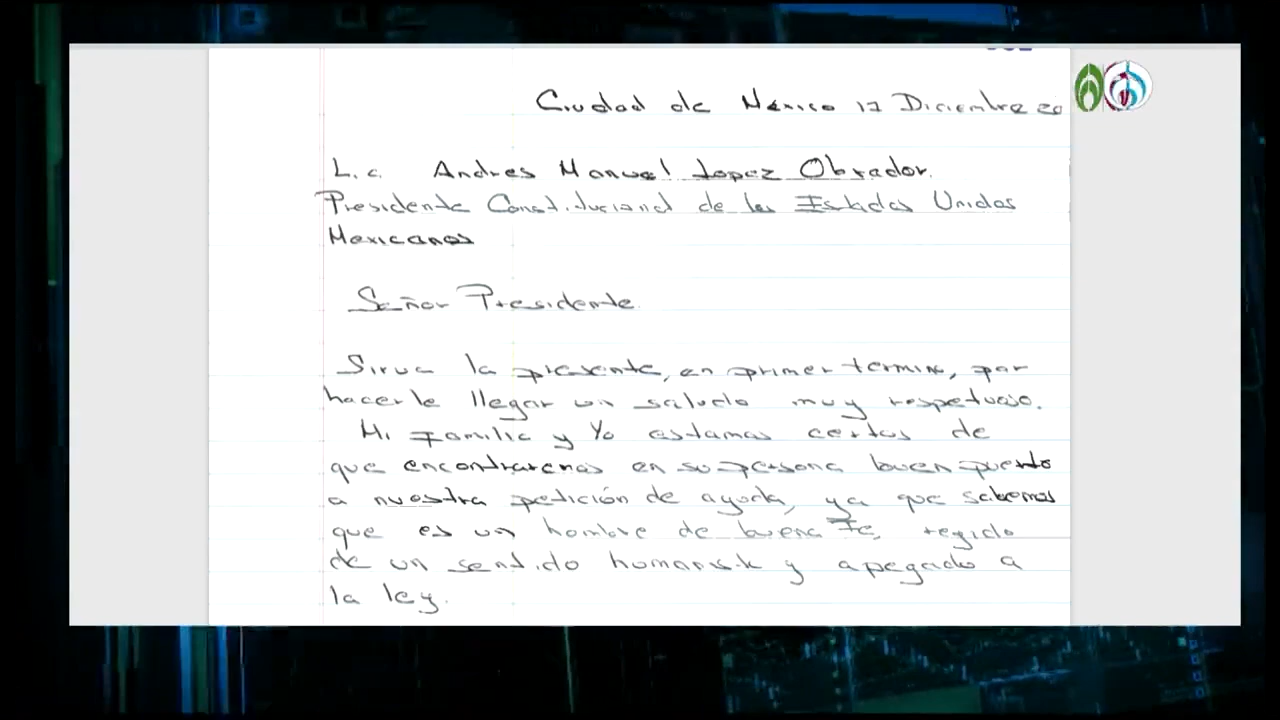 Ciudad de México 17 Diciembre 20
L.c. Andres Manuel Lopez Obrador.
Presidente Constitucional de los Estados Unidos
Mexicanos
Señor Presidente.
Sirva la presente, en primer termino, por
hacerle llegar un saludo muy respetuoso.
Mi familia y Yo estamos certos de
que encontraremos en su persona buen puerto
a nuestra petición de ayuda, ya que sabemos
que es un hombre de buena Fe, regido
de un sentido humanista y apegado a
la ley.